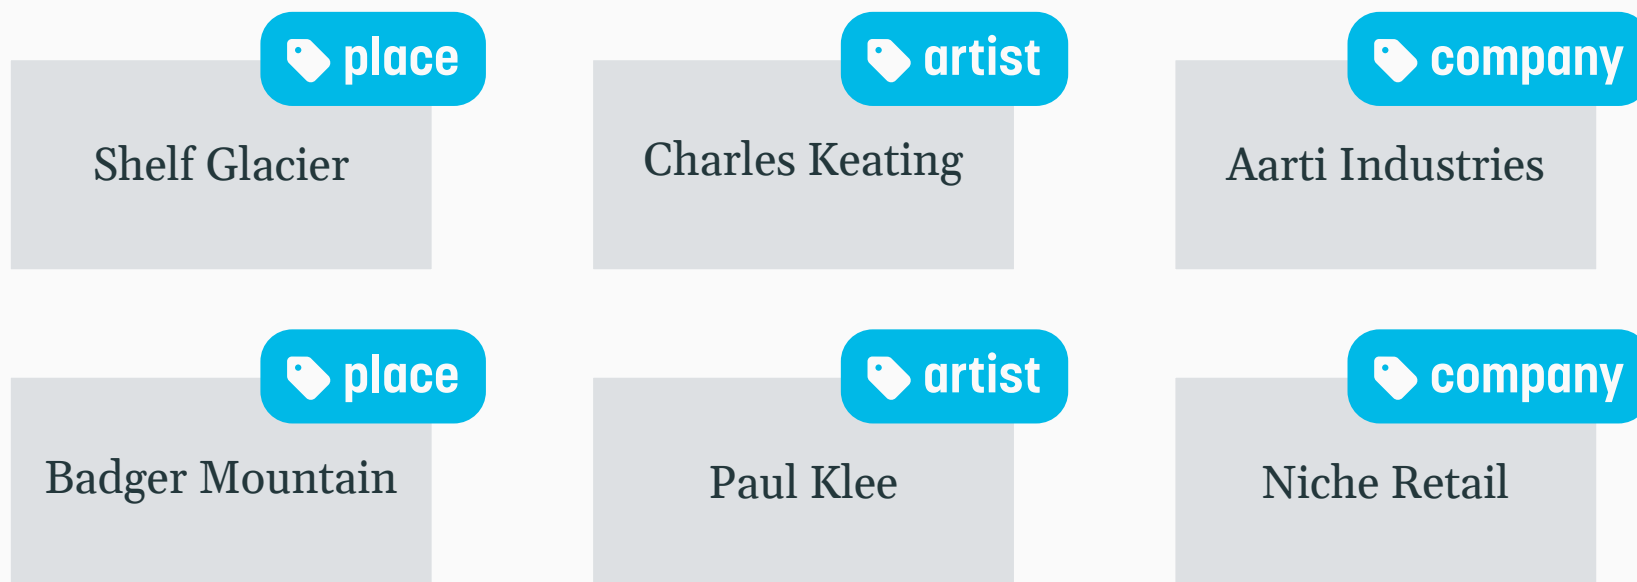 place
artist
company
Shelf Glacier
Charles Keating
Aarti Industries
place
artist
company
Badger Mountain
Paul Klee
Niche Retail